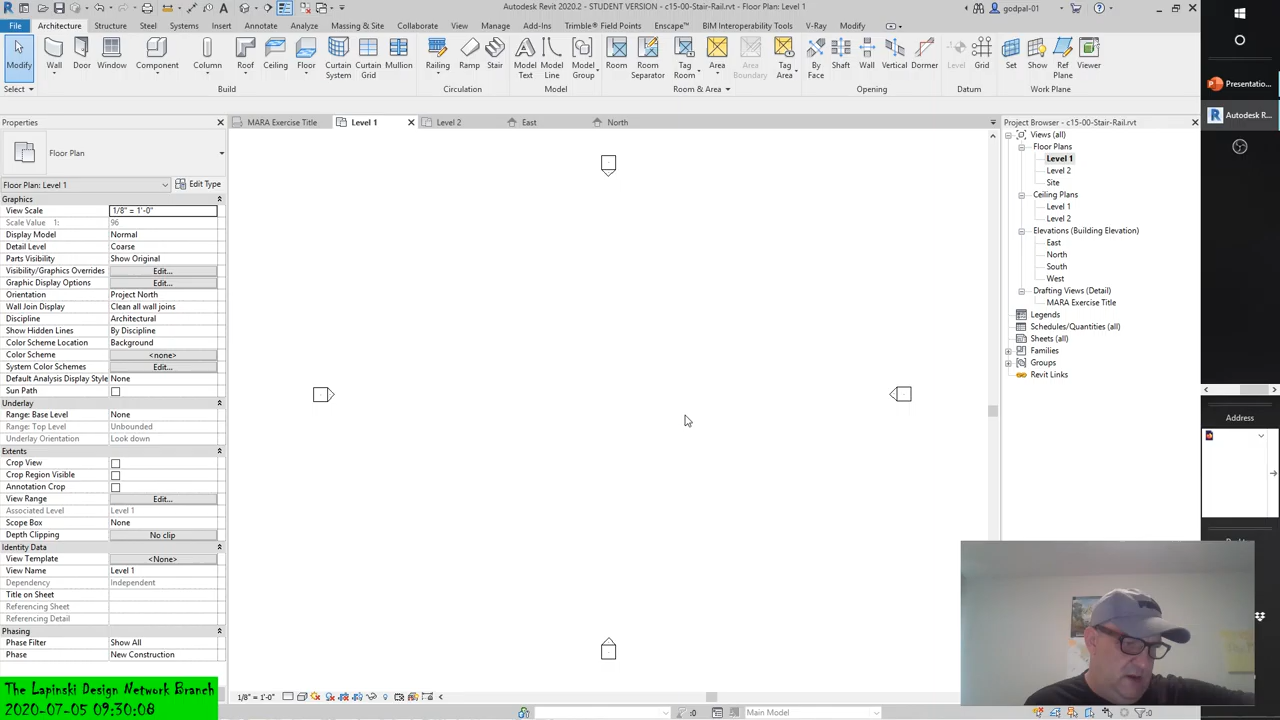 Autodesk Revit 2020.2 - STUDENT VERSION - c15-00-Stair-Rail.rvt - Floor Plan: Level 1
godpal-01
File Architecture Structure Steel Systems Insert Annotate Analyze Massing & Site Collaborate View Manage Add-Ins Trimble® Field Points Enscape™ BIM Interoperability Tools V-Ray Modify
Modify Wall Door Window Component Column Roof Ceiling Floor Curtain System Curtain Grid Mullion Railing Ramp Stair Model Text Model Line Model Group Room Room Separator Tag Room Area Area Boundary Tag Area By Face Shaft Wall Vertical Dormer Level Grid Set Show Ref Plane Viewer
Select Build Circulation Model Room & Area Opening Datum Work Plane
Presentatio...
Autodesk R...
Properties
MARA Exercise Title Level 1 Level 2 East North
Project Browser - c15-00-Stair-Rail.rvt
Floor Plan
Floor Plan: Level 1 Edit Type
Graphics
View Scale 1/8" = 1'-0"
Scale Value 1: 96
Display Model Normal
Detail Level Coarse
Parts Visibility Show Original
Visibility/Graphics Overrides Edit...
Graphic Display Options Edit...
Orientation Project North
Wall Join Display Clean all wall joins
Discipline Architectural
Show Hidden Lines By Discipline
Color Scheme Location Background
Color Scheme <none>
System Color Schemes Edit...
Default Analysis Display Style None
Sun Path
Underlay
Range: Base Level None
Range: Top Level Unbounded
Underlay Orientation Look down
Extents
Crop View
Crop Region Visible
Annotation Crop
View Range Edit...
Associated Level Level 1
Scope Box None
Depth Clipping No clip
Identity Data
View Template <None>
View Name Level 1
Dependency Independent
Title on Sheet
Referencing Sheet
Referencing Detail
Phasing
Phase Filter Show All
Phase New Construction
Views (all)
Floor Plans
Level 1
Level 2
Site
Ceiling Plans
Level 1
Level 2
Elevations (Building Elevation)
East
North
South
West
Drafting Views (Detail)
MARA Exercise Title
Legends
Schedules/Quantities (all)
Sheets (all)
Families
Groups
Revit Links
Address
The Lapinski Design Network Branch
2020-07-05 09:30:08
1/8" = 1'-0"
:0 Main Model :0